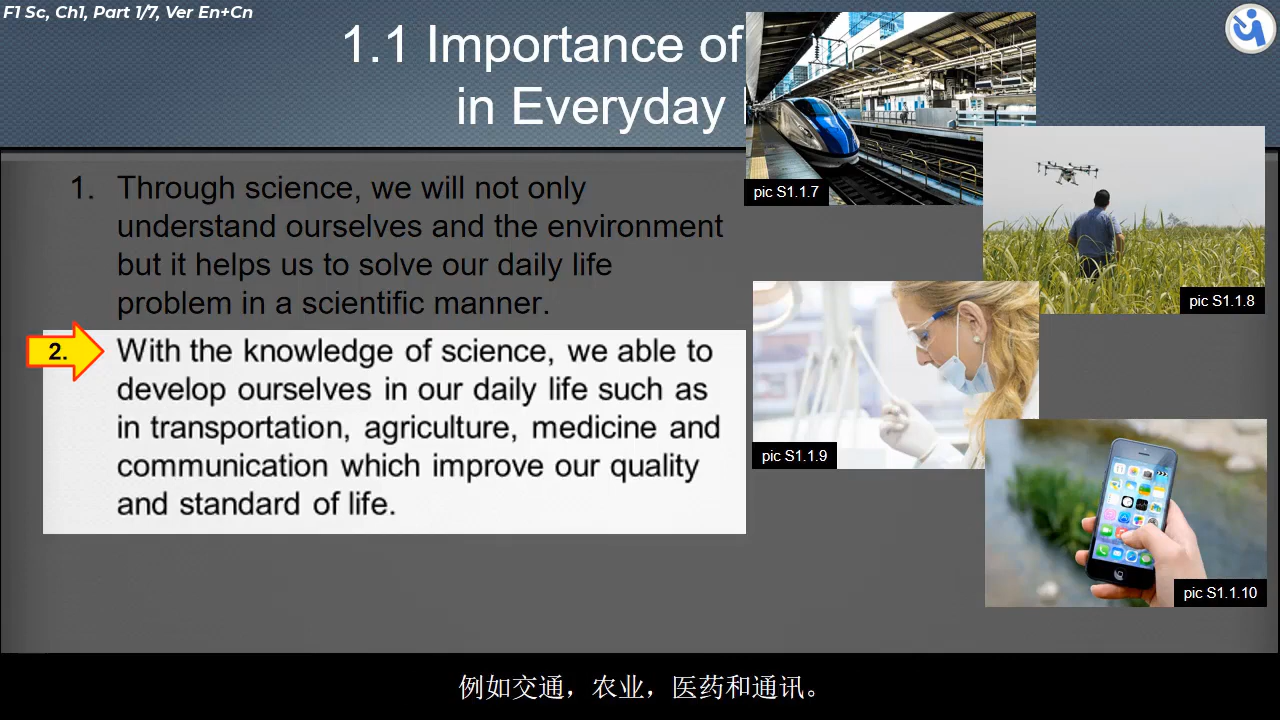 F1 Sc, Ch1, Part 1/7, Ver En+Cn
1.1 Importance of
in Everyday
1. Through science, we will not only
understand ourselves and the environment
but it helps us to solve our daily life
problem in a scientific manner.
2. With the knowledge of science, we able to
develop ourselves in our daily life such as
in transportation, agriculture, medicine and
communication which improve our quality
and standard of life.
pic S1.1.7
pic S1.1.8
pic S1.1.9
pic S1.1.10
例如交通，农业，医药和通讯。